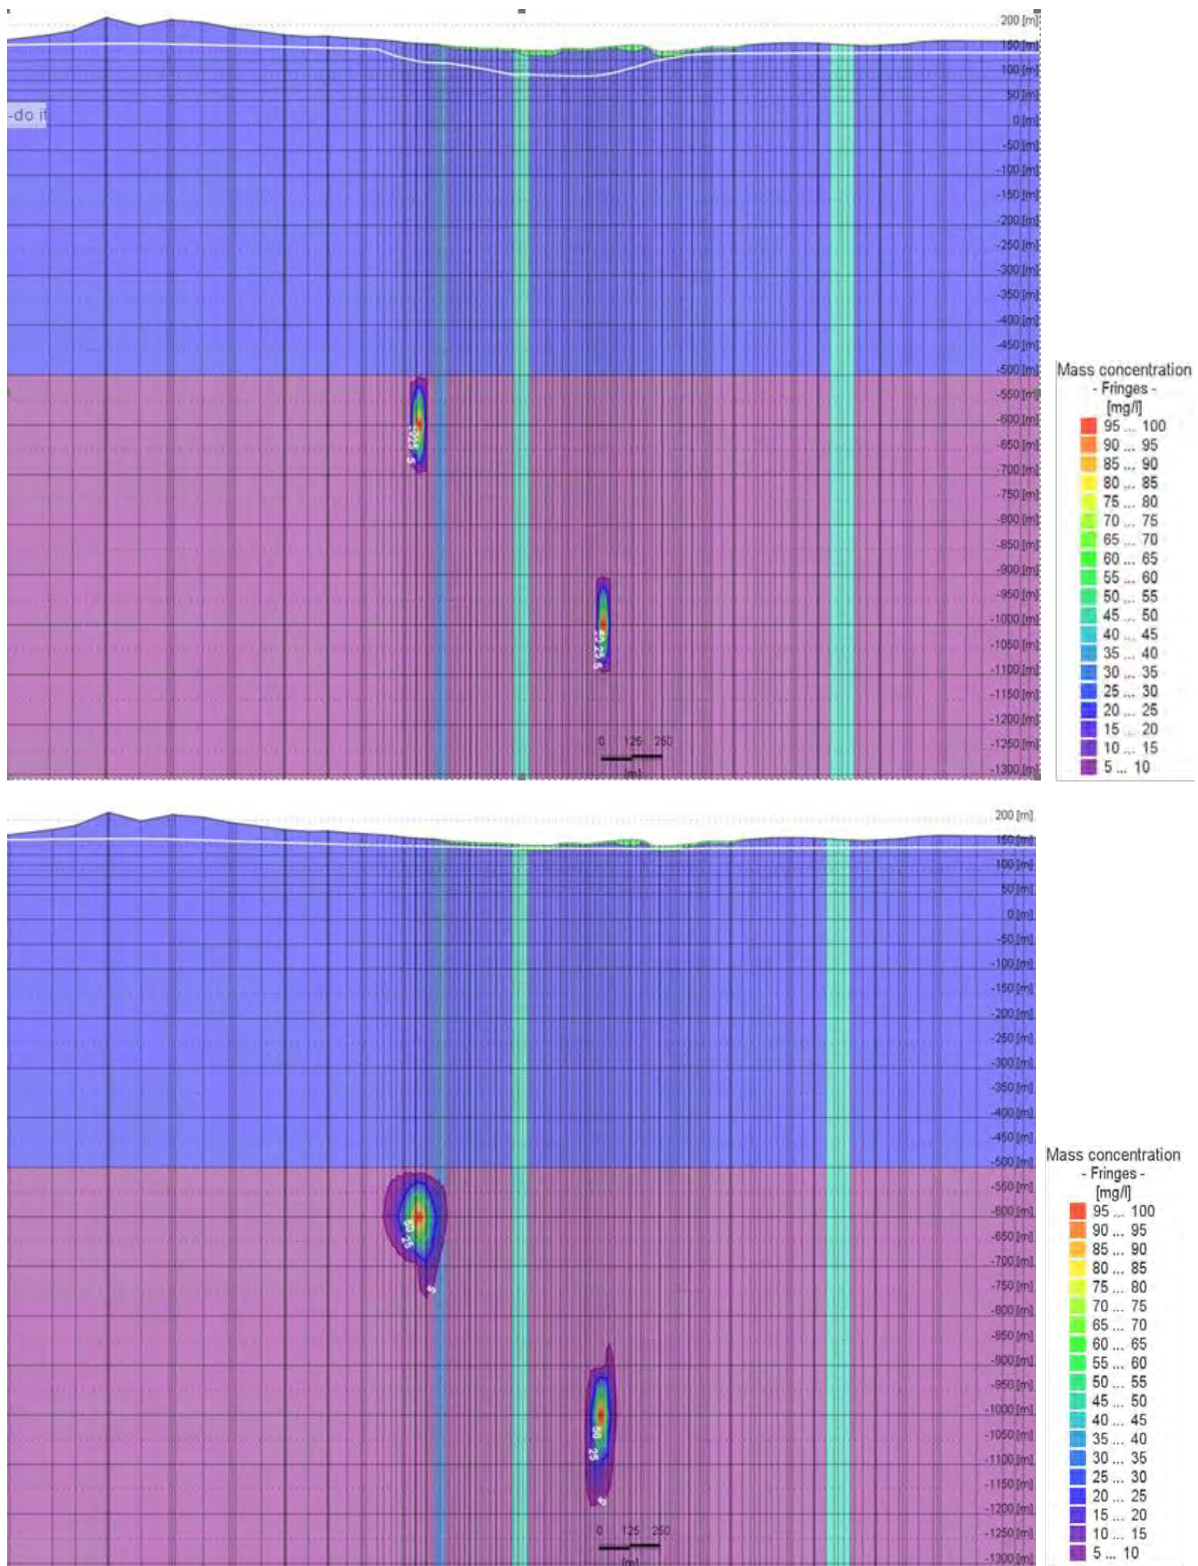 200 [m]
150 [m]
100 [m]
50 [m]
0 [m]
-50 [m]
-100 [m]
-150 [m]
-200 [m]
-250 [m]
-300 [m]
-350 [m]
-400 [m]
-450 [m]
-500 [m]
-550 [m]
-600 [m]
-650 [m]
-700 [m]
-750 [m]
-800 [m]
-850 [m]
-900 [m]
-950 [m]
-1000 [m]
-1050 [m]
-1100 [m]
-1150 [m]
-1200 [m]
-1250 [m]
-1300 [m]
-do it
5
25 5
0 125 250
[m]
Mass concentration
- Fringes -
[mg/l]
95 ... 100
90 ... 95
85 ... 90
80 ... 85
75 ... 80
70 ... 75
65 ... 70
60 ... 65
55 ... 60
50 ... 55
45 ... 50
40 ... 45
35 ... 40
30 ... 35
25 ... 30
20 ... 25
15 ... 20
10 ... 15
5 ... 10
200 [m]
150 [m]
100 [m]
50 [m]
0 [m]
-50 [m]
-100 [m]
-150 [m]
-200 [m]
-250 [m]
-300 [m]
-350 [m]
-400 [m]
-450 [m]
-500 [m]
-550 [m]
-600 [m]
-650 [m]
-700 [m]
-750 [m]
-800 [m]
-850 [m]
-900 [m]
-950 [m]
-1000 [m]
-1050 [m]
-1100 [m]
-1150 [m]
-1200 [m]
-1250 [m]
-1300 [m]
50 25
5
50 25
5
0 125 250
[m]
Mass concentration
- Fringes -
[mg/l]
95 ... 100
90 ... 95
85 ... 90
80 ... 85
75 ... 80
70 ... 75
65 ... 70
60 ... 65
55 ... 60
50 ... 55
45 ... 50
40 ... 45
35 ... 40
30 ... 35
25 ... 30
20 ... 25
15 ... 20
10 ... 15
5 ... 10